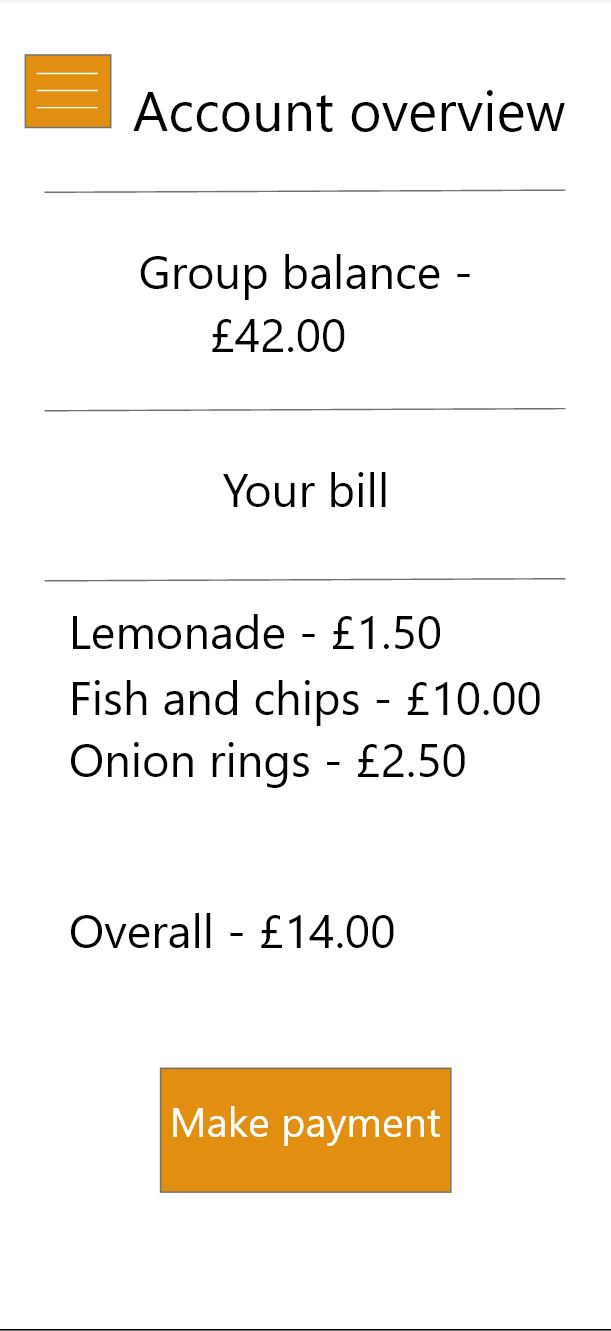 Account overview
Group balance -
£42.00
Your bill
Lemonade - £1.50
Fish and chips - £10.00
Onion rings - £2.50
Overall - £14.00
Make payment